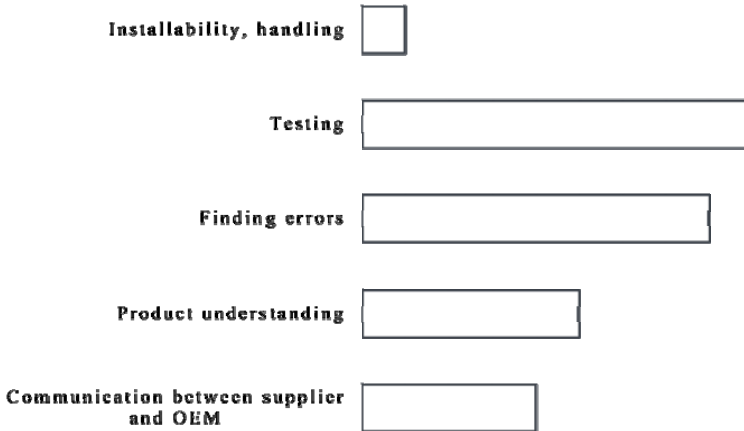 Installability, handling
Testing
Finding errors
Product understanding
Communication between supplier
and OEM